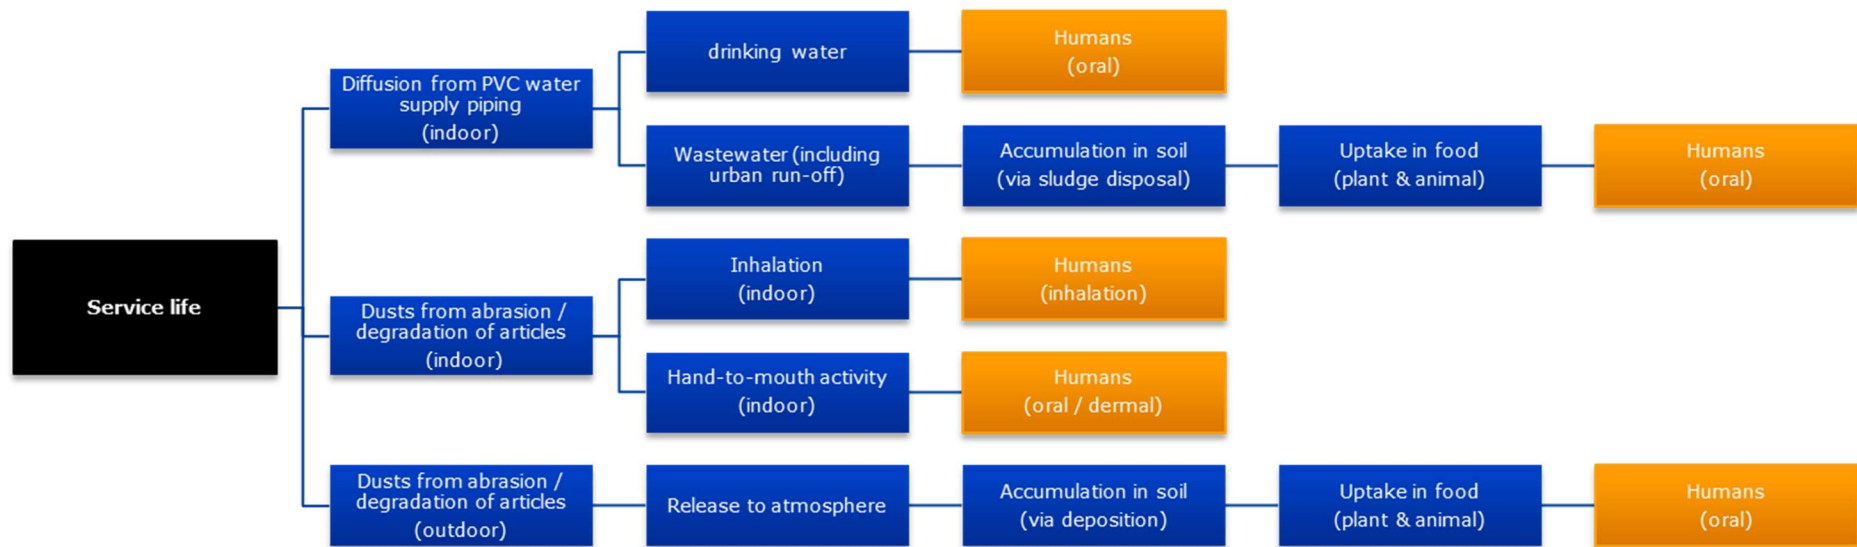 Service life
Diffusion from PVC water
supply piping
(indoor)
drinking water
Humans
(oral)
Wastewater (including
urban run-off)
Accumulation in soil
(via sludge disposal)
Uptake in food
(plant & animal)
Humans
(oral)
Dusts from abrasion /
degradation of articles
(indoor)
Inhalation
(indoor)
Humans
(inhalation)
Hand-to-mouth activity
(indoor)
Humans
(oral / dermal)
Dusts from abrasion /
degradation of articles
(outdoor)
Release to atmosphere
Accumulation in soil
(via deposition)
Uptake in food
(plant & animal)
Humans
(oral)